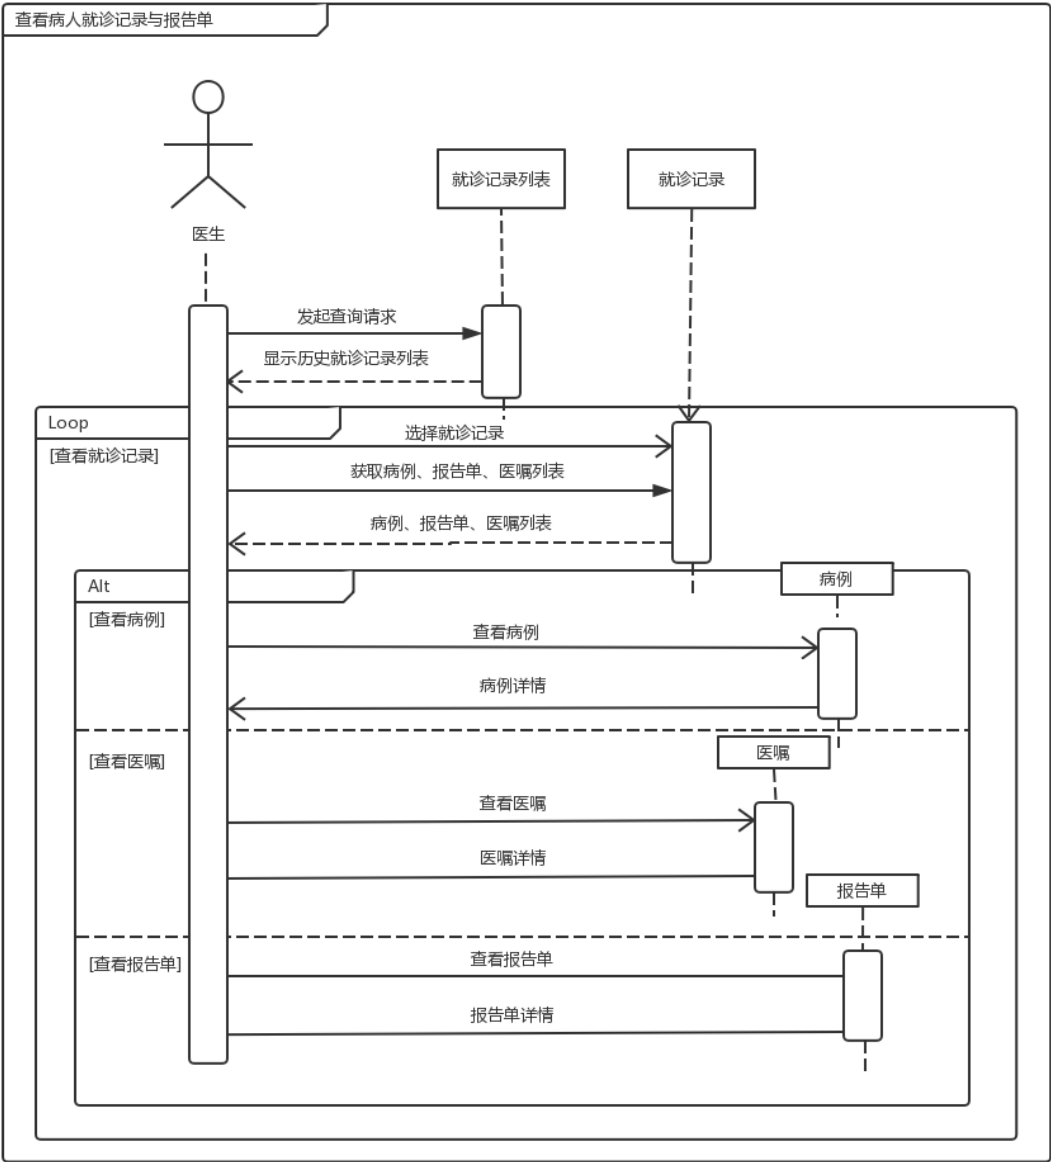 查看病人就诊记录与报告单
就诊记录列表
就诊记录
医生
发起查询请求
显示历史就诊记录列表
Loop
选择就诊记录
[查看就诊记录]
获取病例、报告单、医嘱列表
病例、报告单、医嘱列表
Alt
病例
[查看病例]
查看病例
病例详情
医嘱
[查看医嘱]
查看医嘱
医嘱详情
报告单
查看报告单
[查看报告单]
报告单详情